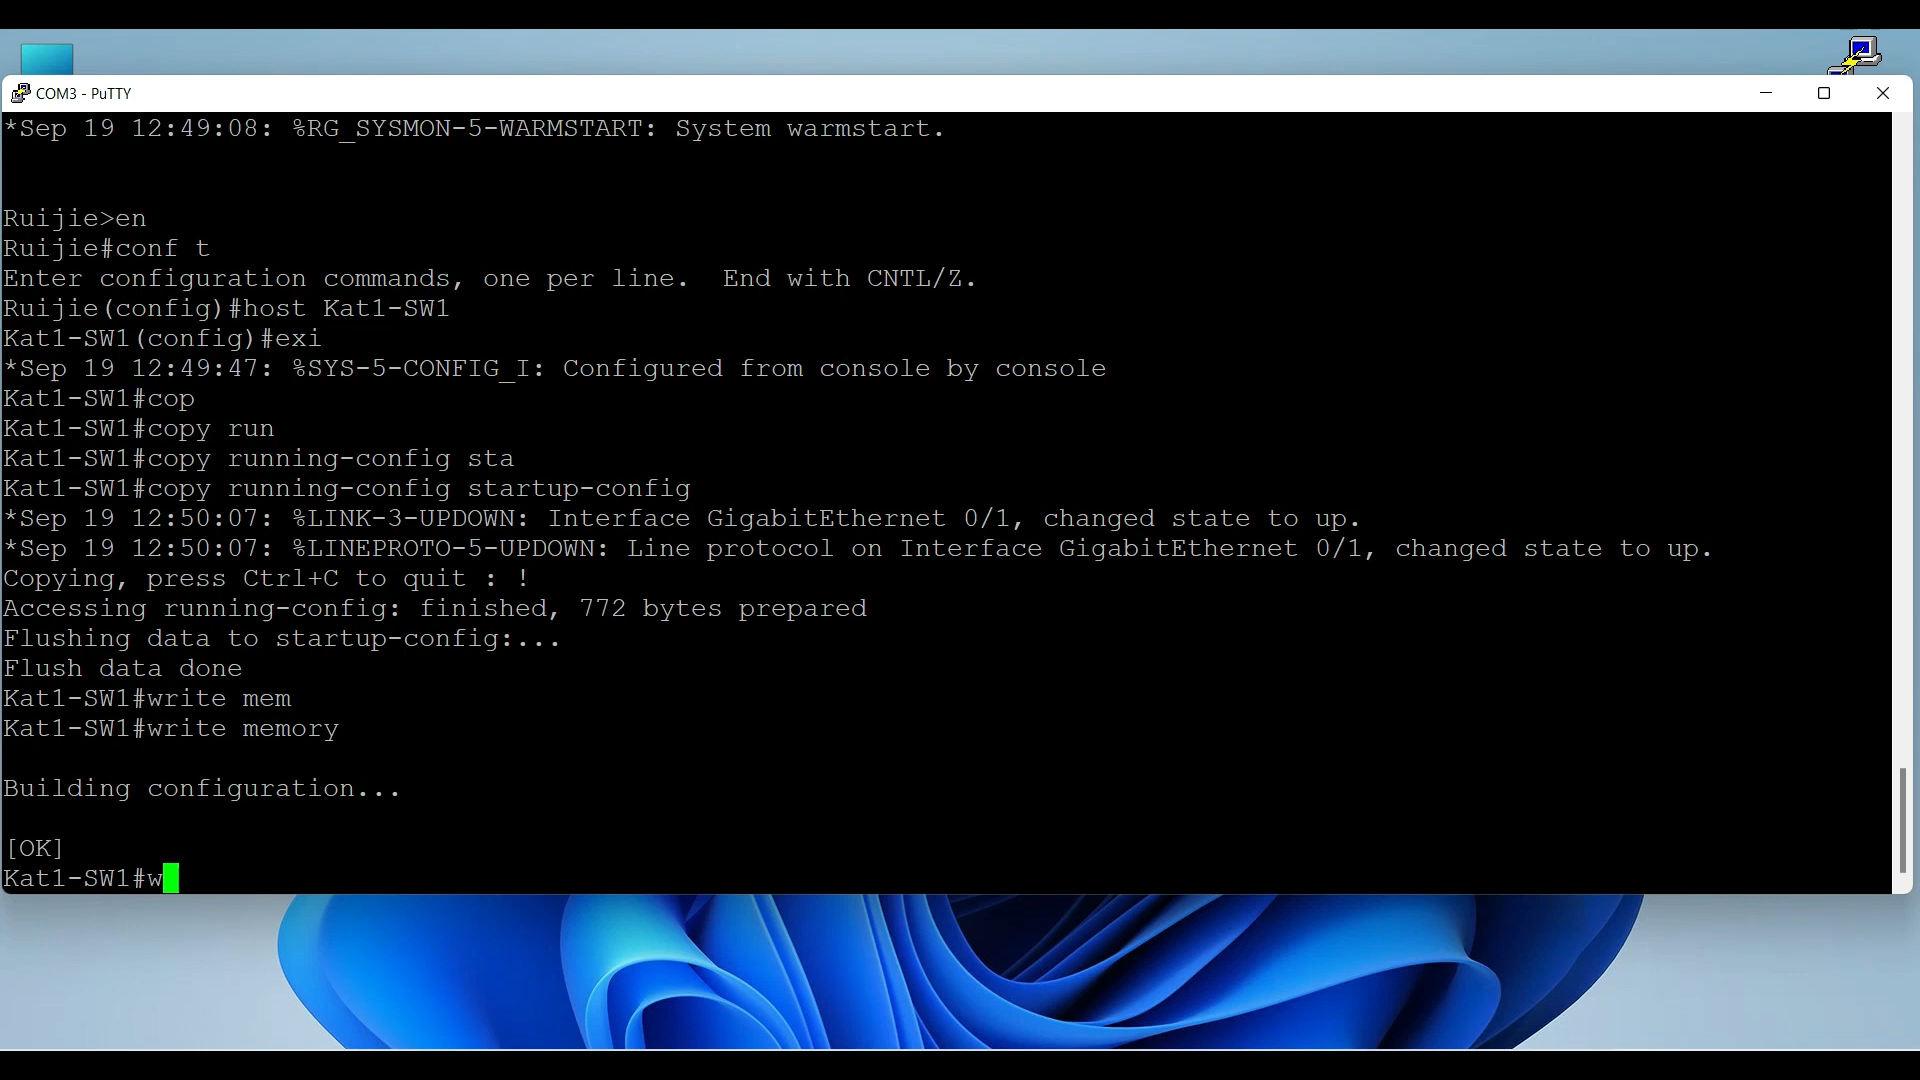 COM3 - PuTTY
*Sep 19 12:49:08: %RG_SYSMON-5-WARMSTART: System warmstart.
Ruijie>en
Ruijie#conf t
Enter configuration commands, one per line.  End with CNTL/Z.
Ruijie(config)#host Kat1-SW1
Kat1-SW1(config)#exi
*Sep 19 12:49:47: %SYS-5-CONFIG_I: Configured from console by console
Kat1-SW1#cop
Kat1-SW1#copy run
Kat1-SW1#copy running-config sta
Kat1-SW1#copy running-config startup-config
*Sep 19 12:50:07: %LINK-3-UPDOWN: Interface GigabitEthernet 0/1, changed state to up.
*Sep 19 12:50:07: %LINEPROTO-5-UPDOWN: Line protocol on Interface GigabitEthernet 0/1, changed state to up.
Copying, press Ctrl+C to quit : !
Accessing running-config: finished, 772 bytes prepared
Flushing data to startup-config:...
Flush data done
Kat1-SW1#write mem
Kat1-SW1#write memory
Building configuration...
[OK]
Kat1-SW1#w